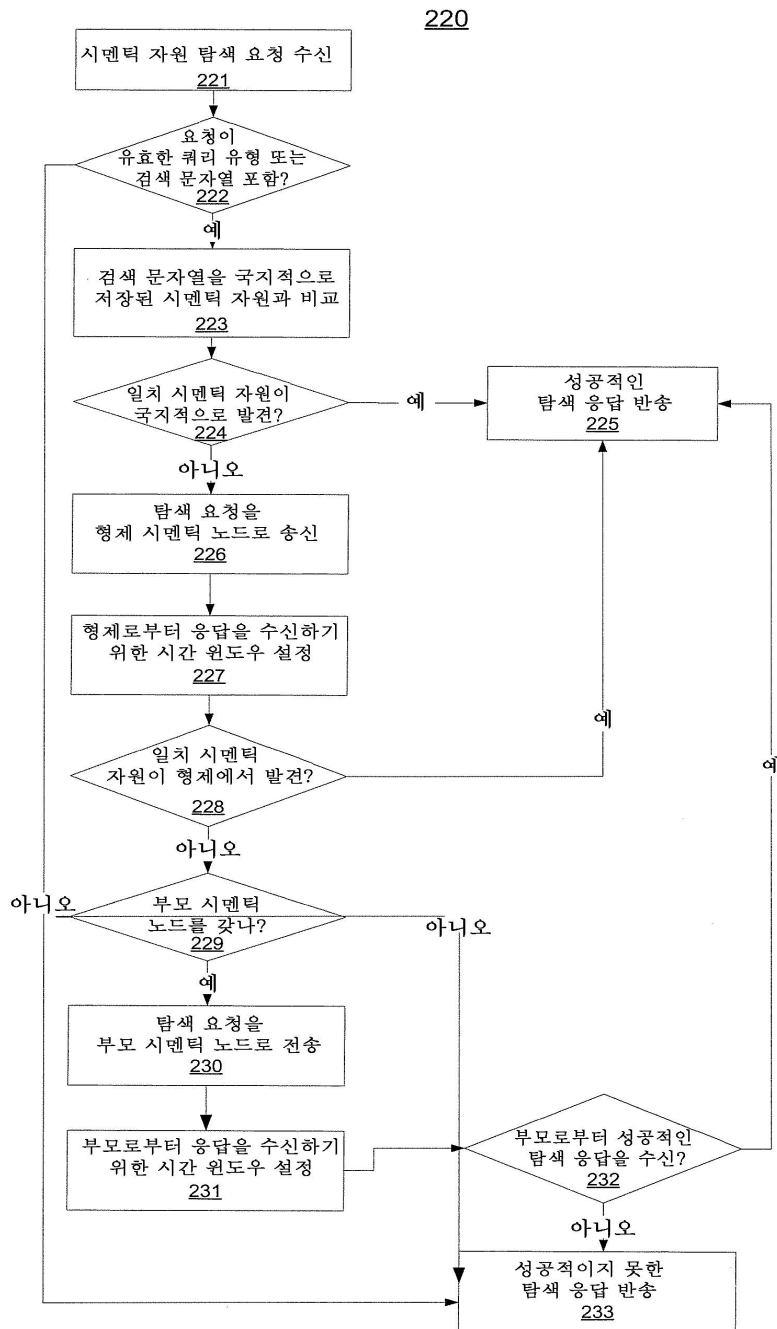 220
시멘틱 자원 탐색 요청 수신
221
요청이
유효한 쿼리 유형 또는
검색 문자열 포함?
222
예
검색 문자열을 국지적으로
저장된 시멘틱 자원과 비교
223
일치 시멘틱 자원이
국지적으로 발견?
224
예
성공적인
탐색 응답 반송
225
아니오
탐색 요청을
형제 시멘틱 노드로 송신
226
형제로부터 응답을 수신하기
위한 시간 윈도우 설정
227
일치 시멘틱
자원이 형제에서 발견?
228
예
예
아니오
아니오
부모 시멘틱
노드를 갖나?
229
아니오
예
탐색 요청을
부모 시멘틱 노드로 전송
230
부모로부터 응답을 수신하기
위한 시간 윈도우 설정
231
부모로부터 성공적인
탐색 응답을 수신?
232
아니오
성공적이지 못한
탐색 응답 반송
233